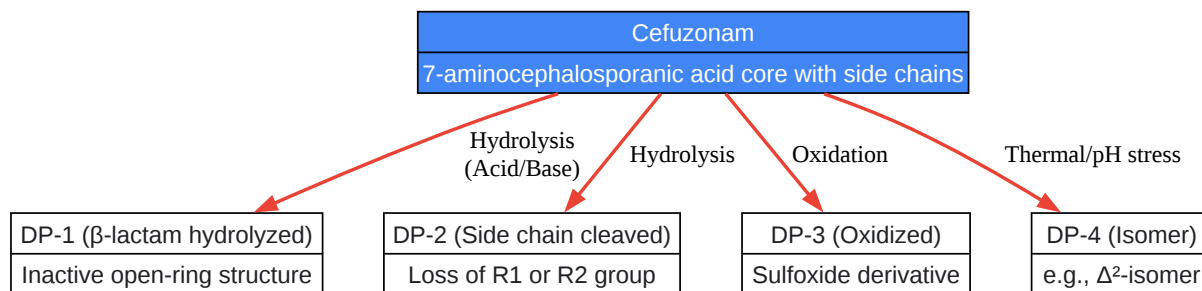 Cefuzonam
7-aminocephalosporanic acid core with side chains
Hydrolysis
(Acid/Base)
Hydrolysis
Oxidation
Thermal/pH stress
DP-1 (β-lactam hydrolyzed)
Inactive open-ring structure
DP-2 (Side chain cleaved)
Loss of R1 or R2 group
DP-3 (Oxidized)
Sulfoxide derivative
DP-4 (Isomer)
e.g., Δ²-isomer